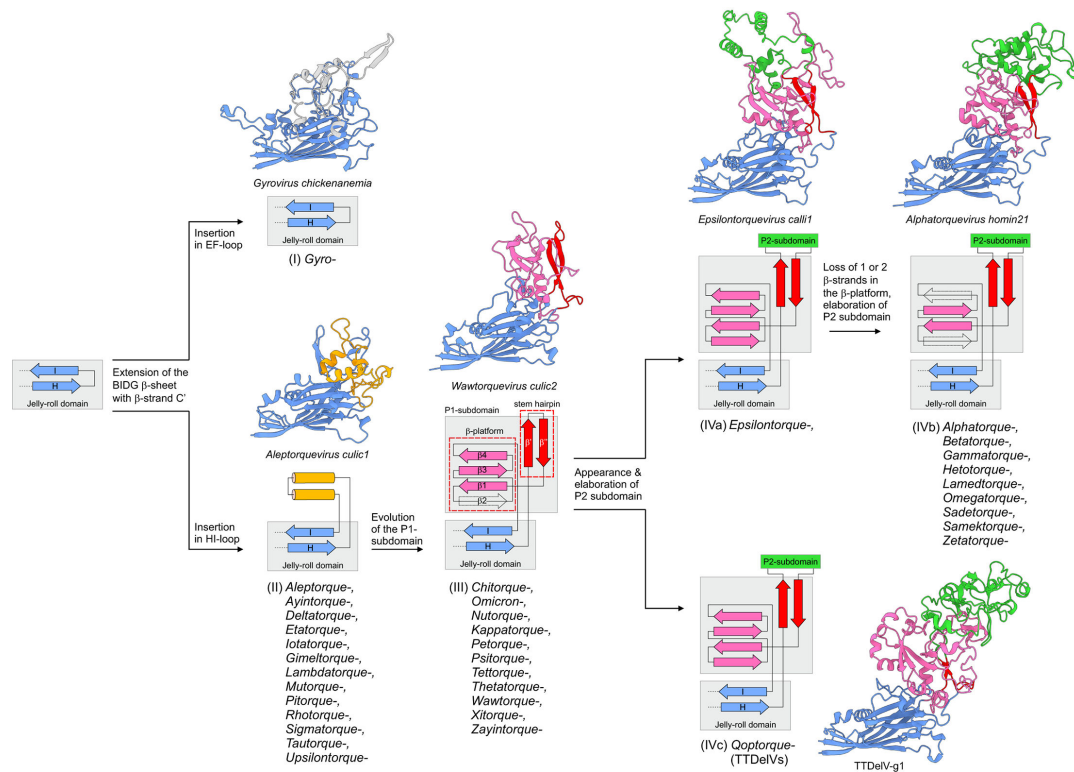 Gyrovirus chickenanemia
I
H
Jelly-roll domain
(I) Gyro-
Insertion
in EF-loop
I
H
Jelly-roll domain
Extension of the
BIDG β-sheet
with β-strand C'
Insertion
in HI-loop
Aleptorquevirus culic1
I
H
Jelly-roll domain
(II) Aleptorque-,
Ayintorque-,
Deltatorque-,
Etatorque-,
Iotatorque-,
Gimeltorque-,
Lambdatorque-,
Mutorque-,
Pitorque-,
Rhotorque-,
Sigmatorque-,
Tautorque-,
Upsilontorque-
Evolution
of the P1-
subdomain
Wawtorquevirus culic2
P1-subdomain
stem hairpin
β-platform
β'
β''
β4
β3
β1
β2
I
H
Jelly-roll domain
(III) Chitorque-,
Omicron-,
Nutorque-,
Kappatorque-,
Petorque-,
Psitorque-,
Tettorque-,
Thetatorque-,
Wawtorque-,
Xitorque-,
Zayintorque-
Appearance &
elaboration of
P2 subdomain
Epsilontorquevirus calli1
P2-subdomain
I
H
Jelly-roll domain
(IVa) Epsilontorque-,
Loss of 1 or 2
β-strands in
the β-platform,
elaboration of
P2 subdomain
Alphatorquevirus homin21
P2-subdomain
I
H
Jelly-roll domain
(IVb) Alphatorque-,
Betatorque-,
Gammatorque-,
Hetotorque-,
Lamedtorque-,
Omegatorque-,
Sadetorque-,
Samektorque-,
Zetatorque-
P2-subdomain
I
H
Jelly-roll domain
(IVc) Qoptorque-
(TTDelVs)
TTDelV-g1